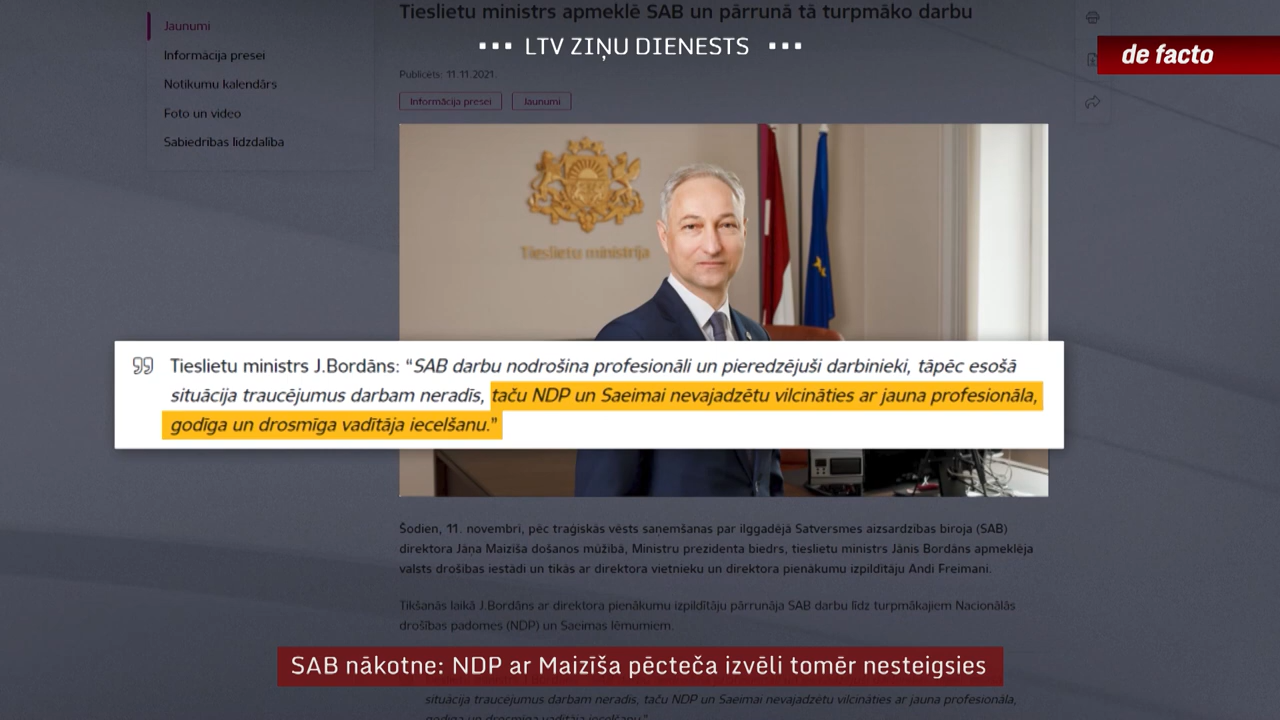 Tieslietu ministrs apmeklē SAB un pārrunā tā turpmāko darbu
Jaunumi
Informācija presei
Notikumu kalendārs
Foto un video
Sabiedrības līdzdalība
LTV ZIŅU DIENESTS
de facto
Publicēts: 11.11.2021.
Informācija presei Jaunumi
Tieslietu ministrija
Tieslietu ministrs J.Bordāns: “SAB darbu nodrošina profesionāli un pieredzējuši darbinieki, tāpēc esošā
situācija traucējumus darbam neradīs, taču NDP un Saeimai nevajadzētu vilcināties ar jauna profesionāla,
godīga un drosmīga vadītāja iecelšanu.”
Šodien, 11. novembrī, pēc traģiskās vēsts saņemšanas par ilggadējā Satversmes aizsardzības biroja (SAB)
direktora Jāņa Maizīša došanos mūžībā, Ministru prezidenta biedrs, tieslietu ministrs Jānis Bordāns apmeklēja
valsts drošības iestādi un tikās ar direktora vietnieku un direktora pienākumu izpildītāju Andi Freimani.
Tikšanās laikā J.Bordāns ar direktora pienākumu izpildītāju pārrunāja SAB darbu līdz turpmākajiem Nacionālās
drošības padomes (NDP) un Saeimas lēmumiem.
SAB nākotne: NDP ar Maizīša pēcteča izvēli tomēr nesteigsies
situācija traucējumus darbam neradīs, taču NDP un Saeimai nevajadzētu vilcināties ar jauna profesionāla,
godīga un drosmīga vadītāja iecelšanu.”